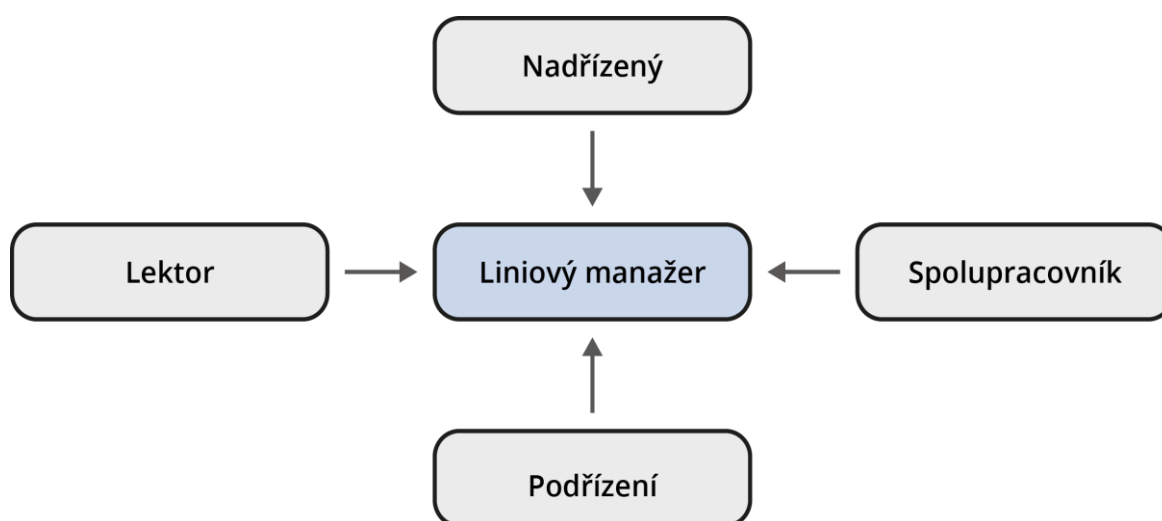 Nadřízený
Lektor
Liniový manažer
Spolupracovník
Podřízení